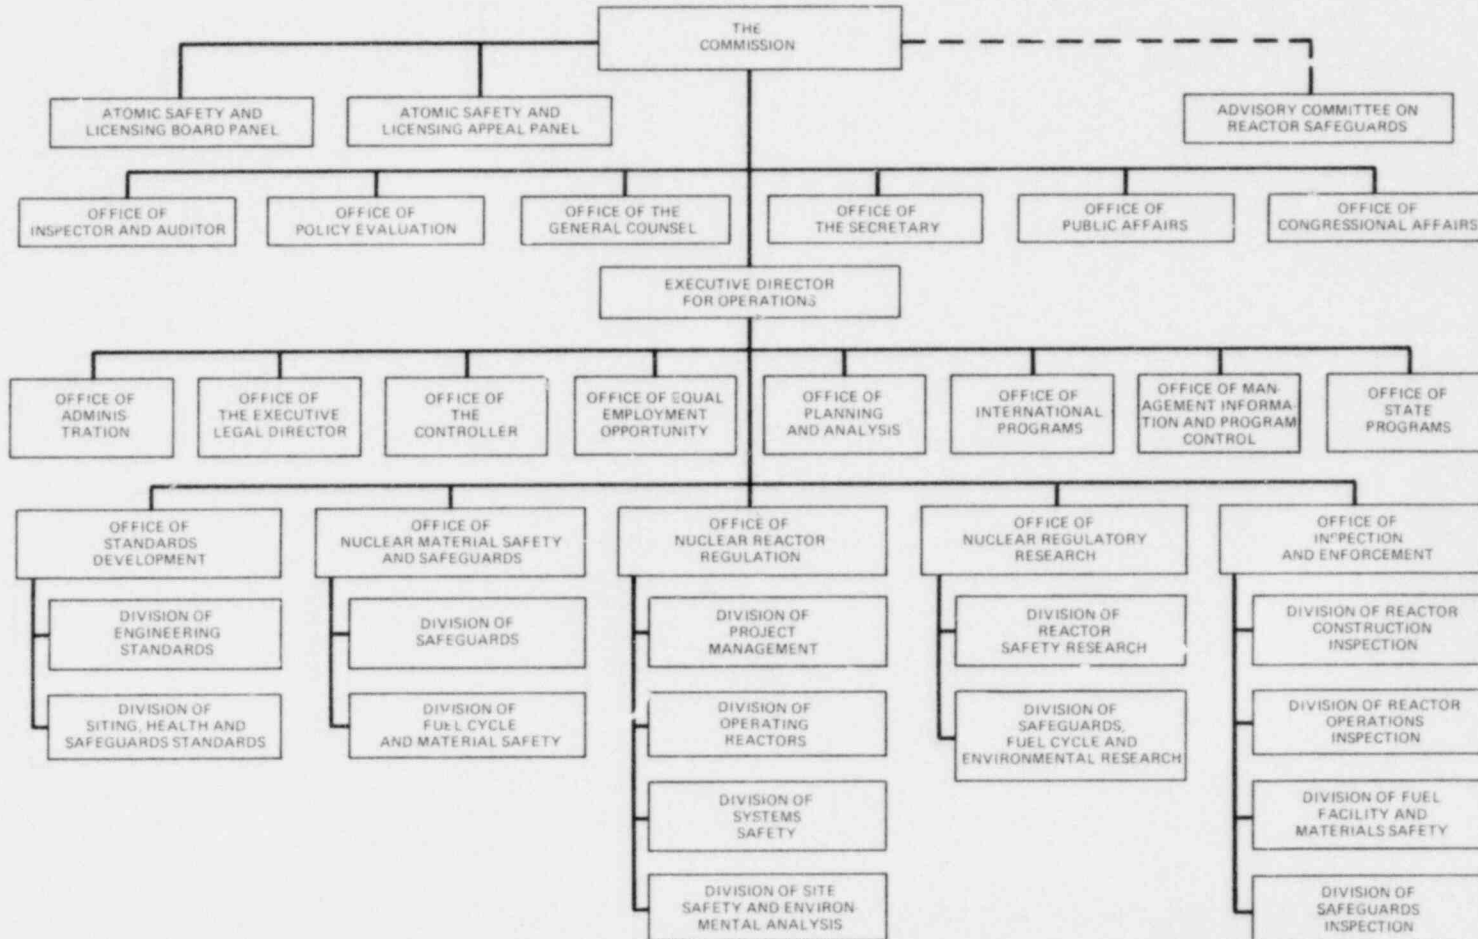 THE
COMMISSION
ATOMIC SAFETY AND
LICENSING BOARD PANEL
ATOMIC SAFETY AND
LICENSING APPEAL PANEL
ADVISORY COMMITTEE ON
REACTOR SAFEGUARDS
OFFICE OF
INSPECTOR AND AUDITOR
OFFICE OF
POLICY EVALUATION
OFFICE OF THE
GENERAL COUNSEL
OFFICE OF
THE SECRETARY
OFFICE OF
PUBLIC AFFAIRS
OFFICE OF
CONGRESSIONAL AFFAIRS
EXECUTIVE DIRECTOR
FOR OPERATIONS
OFFICE OF
ADMINIS-
TRATION
OFFICE OF
THE EXECUTIVE
LEGAL DIRECTOR
OFFICE OF
THE
CONTROLLER
OFFICE OF EQUAL
EMPLOYMENT
OPPORTUNITY
OFFICE OF
PLANNING
AND ANALYSIS
OFFICE OF
INTERNATIONAL
PROGRAMS
OFFICE OF MAN-
AGEMENT INFORMA-
TION AND PROGRAM
CONTROL
OFFICE OF
STATE
PROGRAMS
OFFICE OF
STANDARDS
DEVELOPMENT
OFFICE OF
NUCLEAR MATERIAL SAFETY
AND SAFEGUARDS
OFFICE OF
NUCLEAR REACTOR
REGULATION
OFFICE OF
NUCLEAR REGULATORY
RESEARCH
OFFICE OF
INSPECTION
AND ENFORCEMENT
DIVISION OF
ENGINEERING
STANDARDS
DIVISION OF
SAFEGUARDS
DIVISION OF
PROJECT
MANAGEMENT
DIVISION OF
REACTOR
SAFETY RESEARCH
DIVISION OF REACTOR
CONSTRUCTION
INSPECTION
DIVISION OF
SITING, HEALTH AND
SAFEGUARDS STANDARDS
DIVISION OF
FUEL CYCLE
AND MATERIAL SAFETY
DIVISION OF
OPERATING
REACTORS
DIVISION OF
SAFEGUARDS,
FUEL CYCLE AND
ENVIRONMENTAL RESEARCH
DIVISION OF REACTOR
OPERATIONS
INSPECTION
DIVISION OF
SYSTEMS
SAFETY
DIVISION OF FUEL
FACILITY AND
MATERIALS SAFETY
DIVISION OF SITE
SAFETY AND ENVIRON-
MENTAL ANALYSIS
DIVISION OF
SAFEGUARDS
INSPECTION